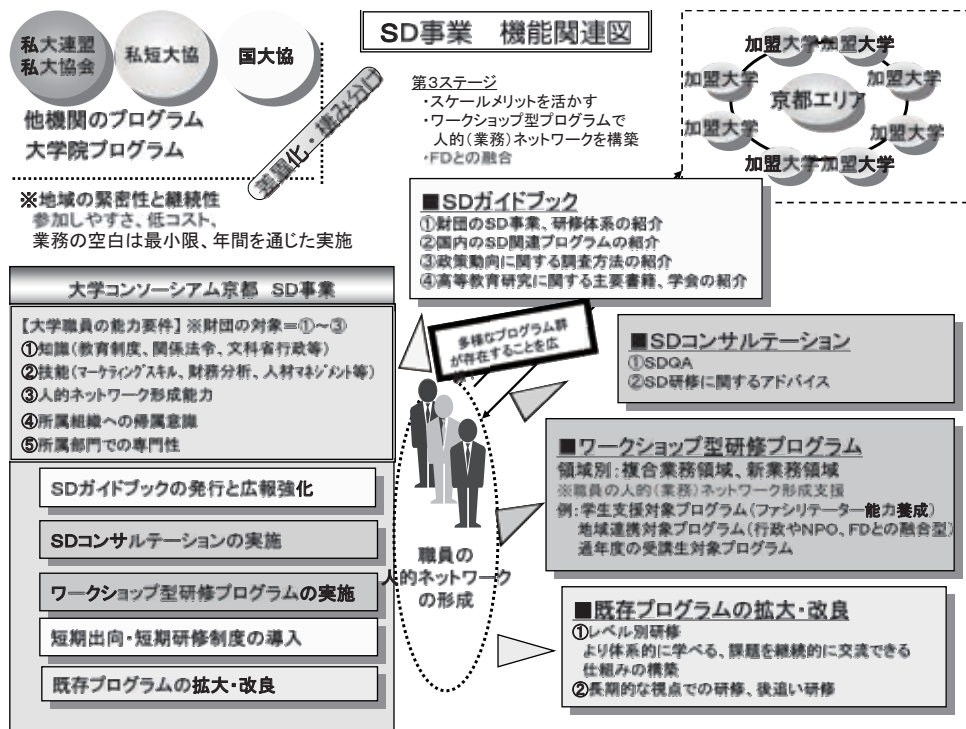 SD事業　機能関連図
私大連盟
私大協会
私短大協
国大協
他機関のプログラム
大学院プログラム
差異化・棲み分け
※地域の緊密性と継続性
参加しやすさ、低コスト、
業務の空白は最小限、年間を通じた実施
第3ステージ
・スケールメリットを活かす
・ワークショップ型プログラムで
人的(業務)ネットワークを構築
・FDとの融合
加盟大学
加盟大学
加盟大学
加盟大学
京都エリア
加盟大学
加盟大学
加盟大学
加盟大学
■SDガイドブック
①財団のSD事業、研修体系の紹介
②国内のSD関連プログラムの紹介
③政策動向に関する調査方法の紹介
④高等教育研究に関する主要書籍、学会の紹介
大学コンソーシアム京都　SD事業
【大学職員の能力要件】※財団の対象＝①～③
①知識(教育制度、関係法令、文科省行政等)
②技能(マーケティングスキル、財務分析、人材マネジメント等)
③人的ネットワーク形成能力
④所属組織への帰属意識
⑤所属部門での専門性
SDガイドブックの発行と広報強化
SDコンサルテーションの実施
ワークショップ型研修プログラムの実施
短期出向・短期研修制度の導入
既存プログラムの拡大・改良
多様なプログラム群
が存在することを広
職員の
人的ネットワーク
の形成
■SDコンサルテーション
①SDQA
②SD研修に関するアドバイス
■ワークショップ型研修プログラム
領域別：複合業務領域、新業務領域
※職員の人的(業務)ネットワーク形成支援
例：学生支援対象プログラム(ファシリテーター能力養成)
地域連携対象プログラム(行政やNPO、FDとの融合型)
過年度の受講生対象プログラム
■既存プログラムの拡大・改良
①レベル別研修
より体系的に学べる、課題を継続的に交流できる
仕組みの構築
②長期的な視点での研修、後追い研修